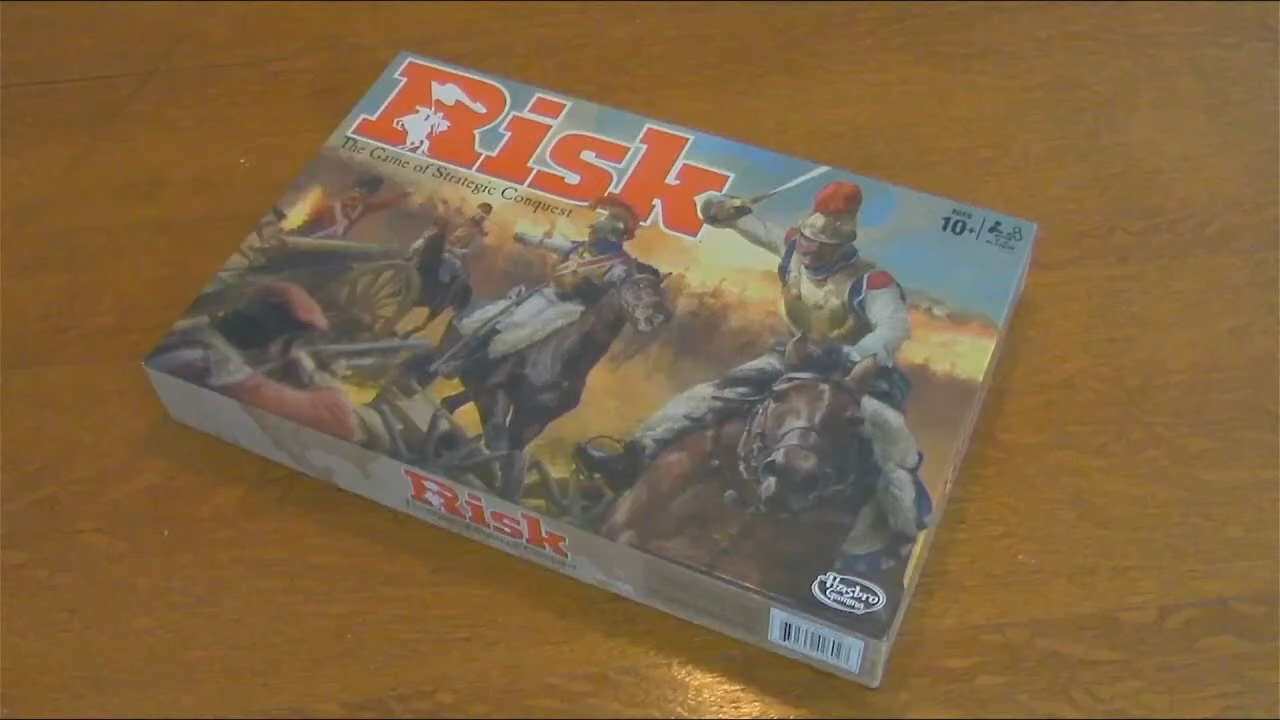 Risk
The Game of Strategic Conquest
AGES
10+
Risk
Hasbro
Gaming